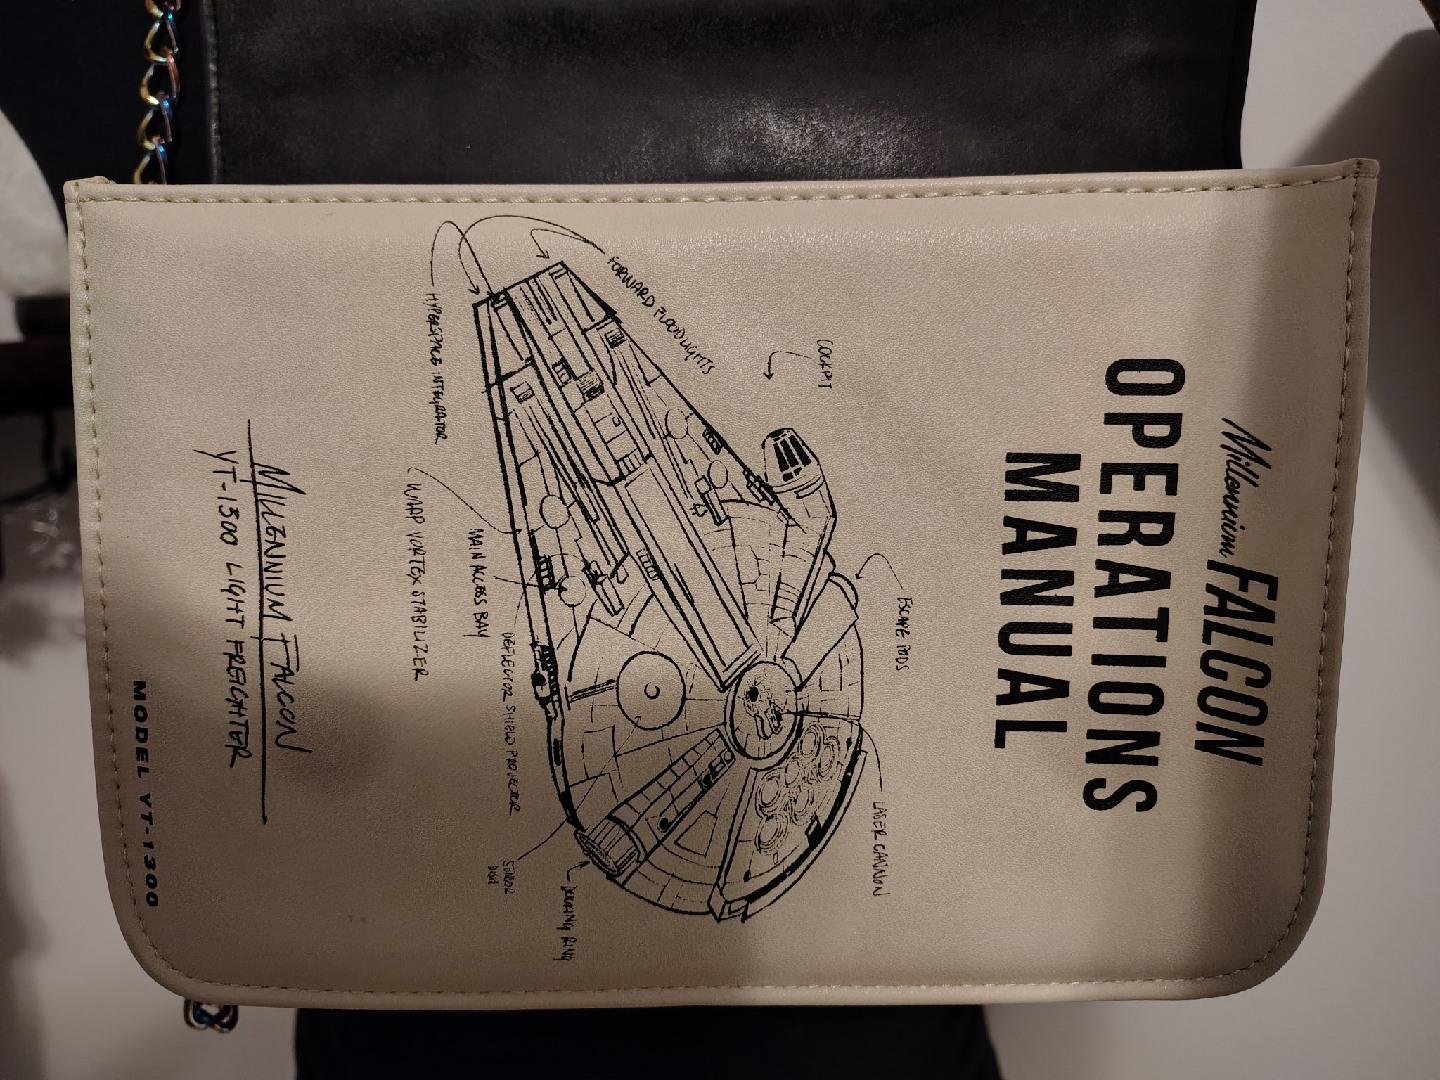 Millennium FALCON
OPERATIONS
MANUAL
COCKPIT
FORWARD FLOODLIGHTS
ESCAPE PODS
LASER CANNON
HYPERSPACE INTEGRATOR
WARP VORTEX STABILIZER
MAIN ACCESS BAY
DEFLECTOR SHIELD PROJECTOR
SENSOR
DOCKING RING
MILLENNIUM FALCON
YT-1300 LIGHT FREIGHTER
MODEL YT-1300